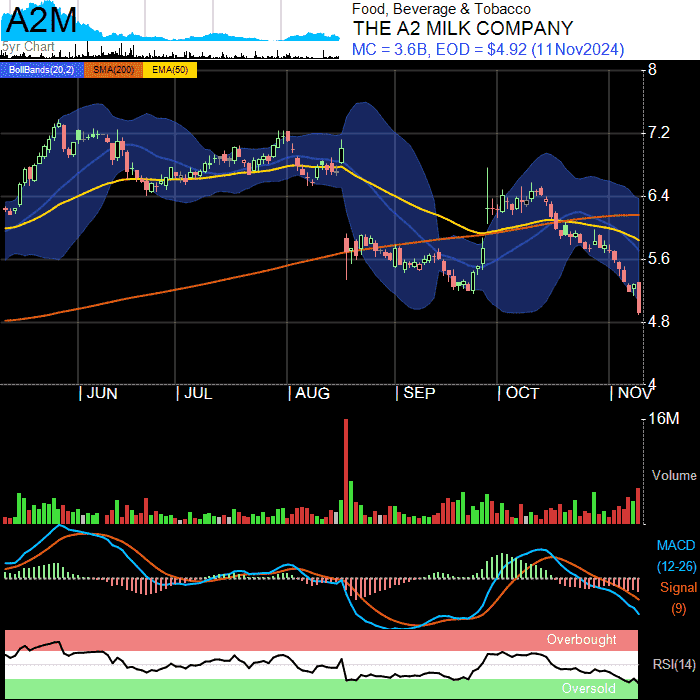 A2M
5yr Chart
Food, Beverage & Tobacco
THE A2 MILK COMPANY
MC = 3.6B, EOD = $4.92 (11Nov2024)
BollBands(20,2) SMA(200) EMA(50)
8
7.2
6.4
5.6
4.8
4
JUN JUL AUG SEP OCT NOV
16M
Volume
MACD
(12-26)
Signal
(9)
Overbought
RSI(14)
Oversold